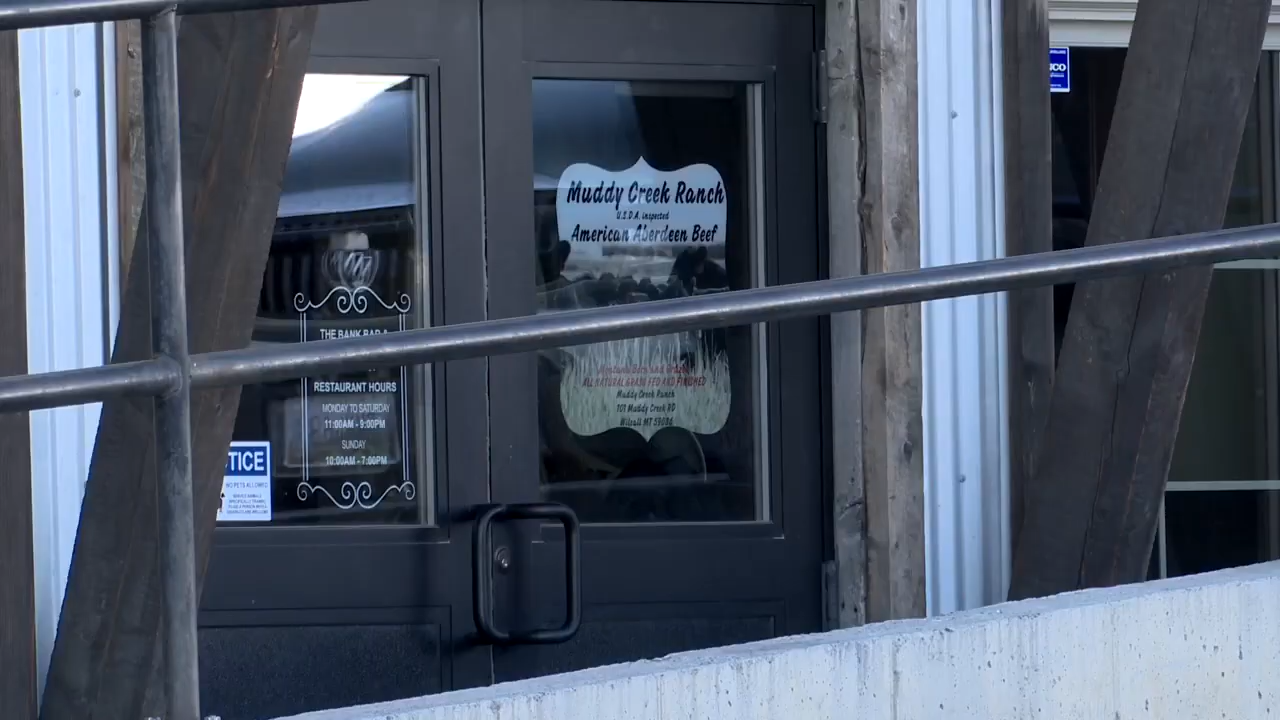 Muddy Creek Ranch
U.S.D.A. inspected
American Aberdeen Beef
ALL NATURAL GRASS FED AND FINISHED
Muddy Creek Ranch
101 Muddy Creek RD
Wilsall MT 59086
THE BANK BAR &
RESTAURANT HOURS
MONDAY TO SATURDAY
11:00AM - 9:00PM
SUNDAY
10:00AM - 7:00PM
TICE
NO PETS ALLOWED
CO